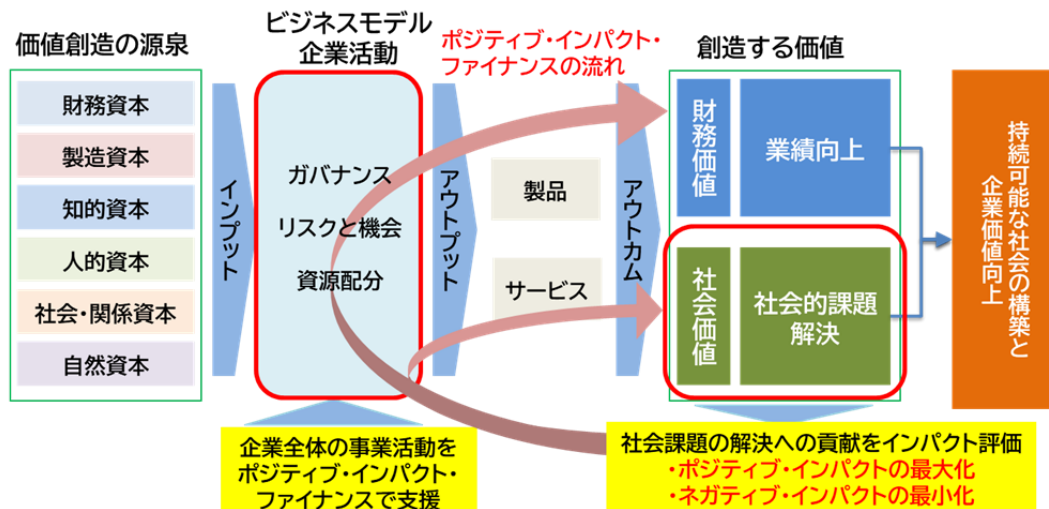 価値創造の源泉
財務資本
製造資本
知的資本
人的資本
社会・関係資本
自然資本
インプット
ビジネスモデル
企業活動
ガバナンス
リスクと機会
資源配分
アウトプット
ポジティブ・インパクト・
ファイナンスの流れ
製品
サービス
アウトカム
創造する価値
財務価値
業績向上
社会価値
社会的課題
解決
持続可能な社会の構築と
企業価値向上
企業全体の事業活動を
ポジティブ・インパクト・
ファイナンスで支援
社会課題の解決への貢献をインパクト評価
・ポジティブ・インパクトの最大化
・ネガティブ・インパクトの最小化